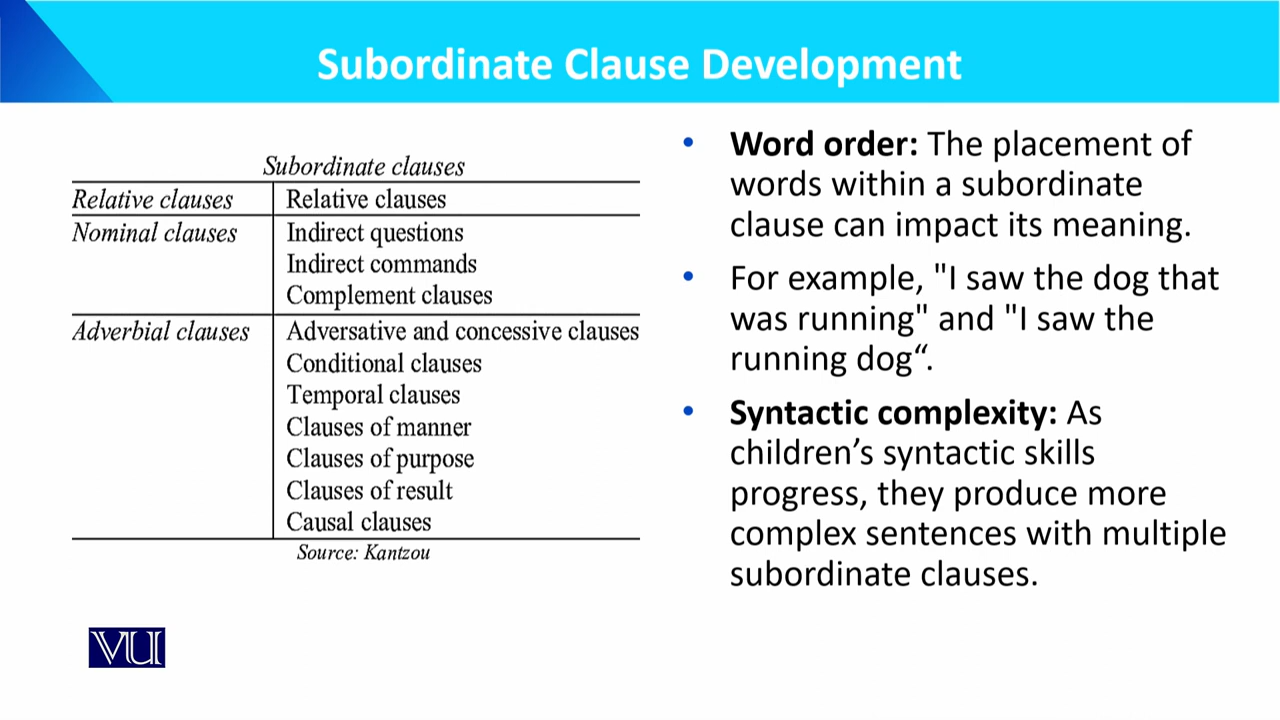 Subordinate Clause Development
Subordinate clauses
Relative clauses Relative clauses
Nominal clauses Indirect questions
Indirect commands
Complement clauses
Adverbial clauses Adversative and concessive clauses
Conditional clauses
Temporal clauses
Clauses of manner
Clauses of purpose
Clauses of result
Causal clauses
Source: Kantzou
• Word order: The placement of
words within a subordinate
clause can impact its meaning.
• For example, "I saw the dog that
was running" and "I saw the
running dog“.
• Syntactic complexity: As
children’s syntactic skills
progress, they produce more
complex sentences with multiple
subordinate clauses.
VU